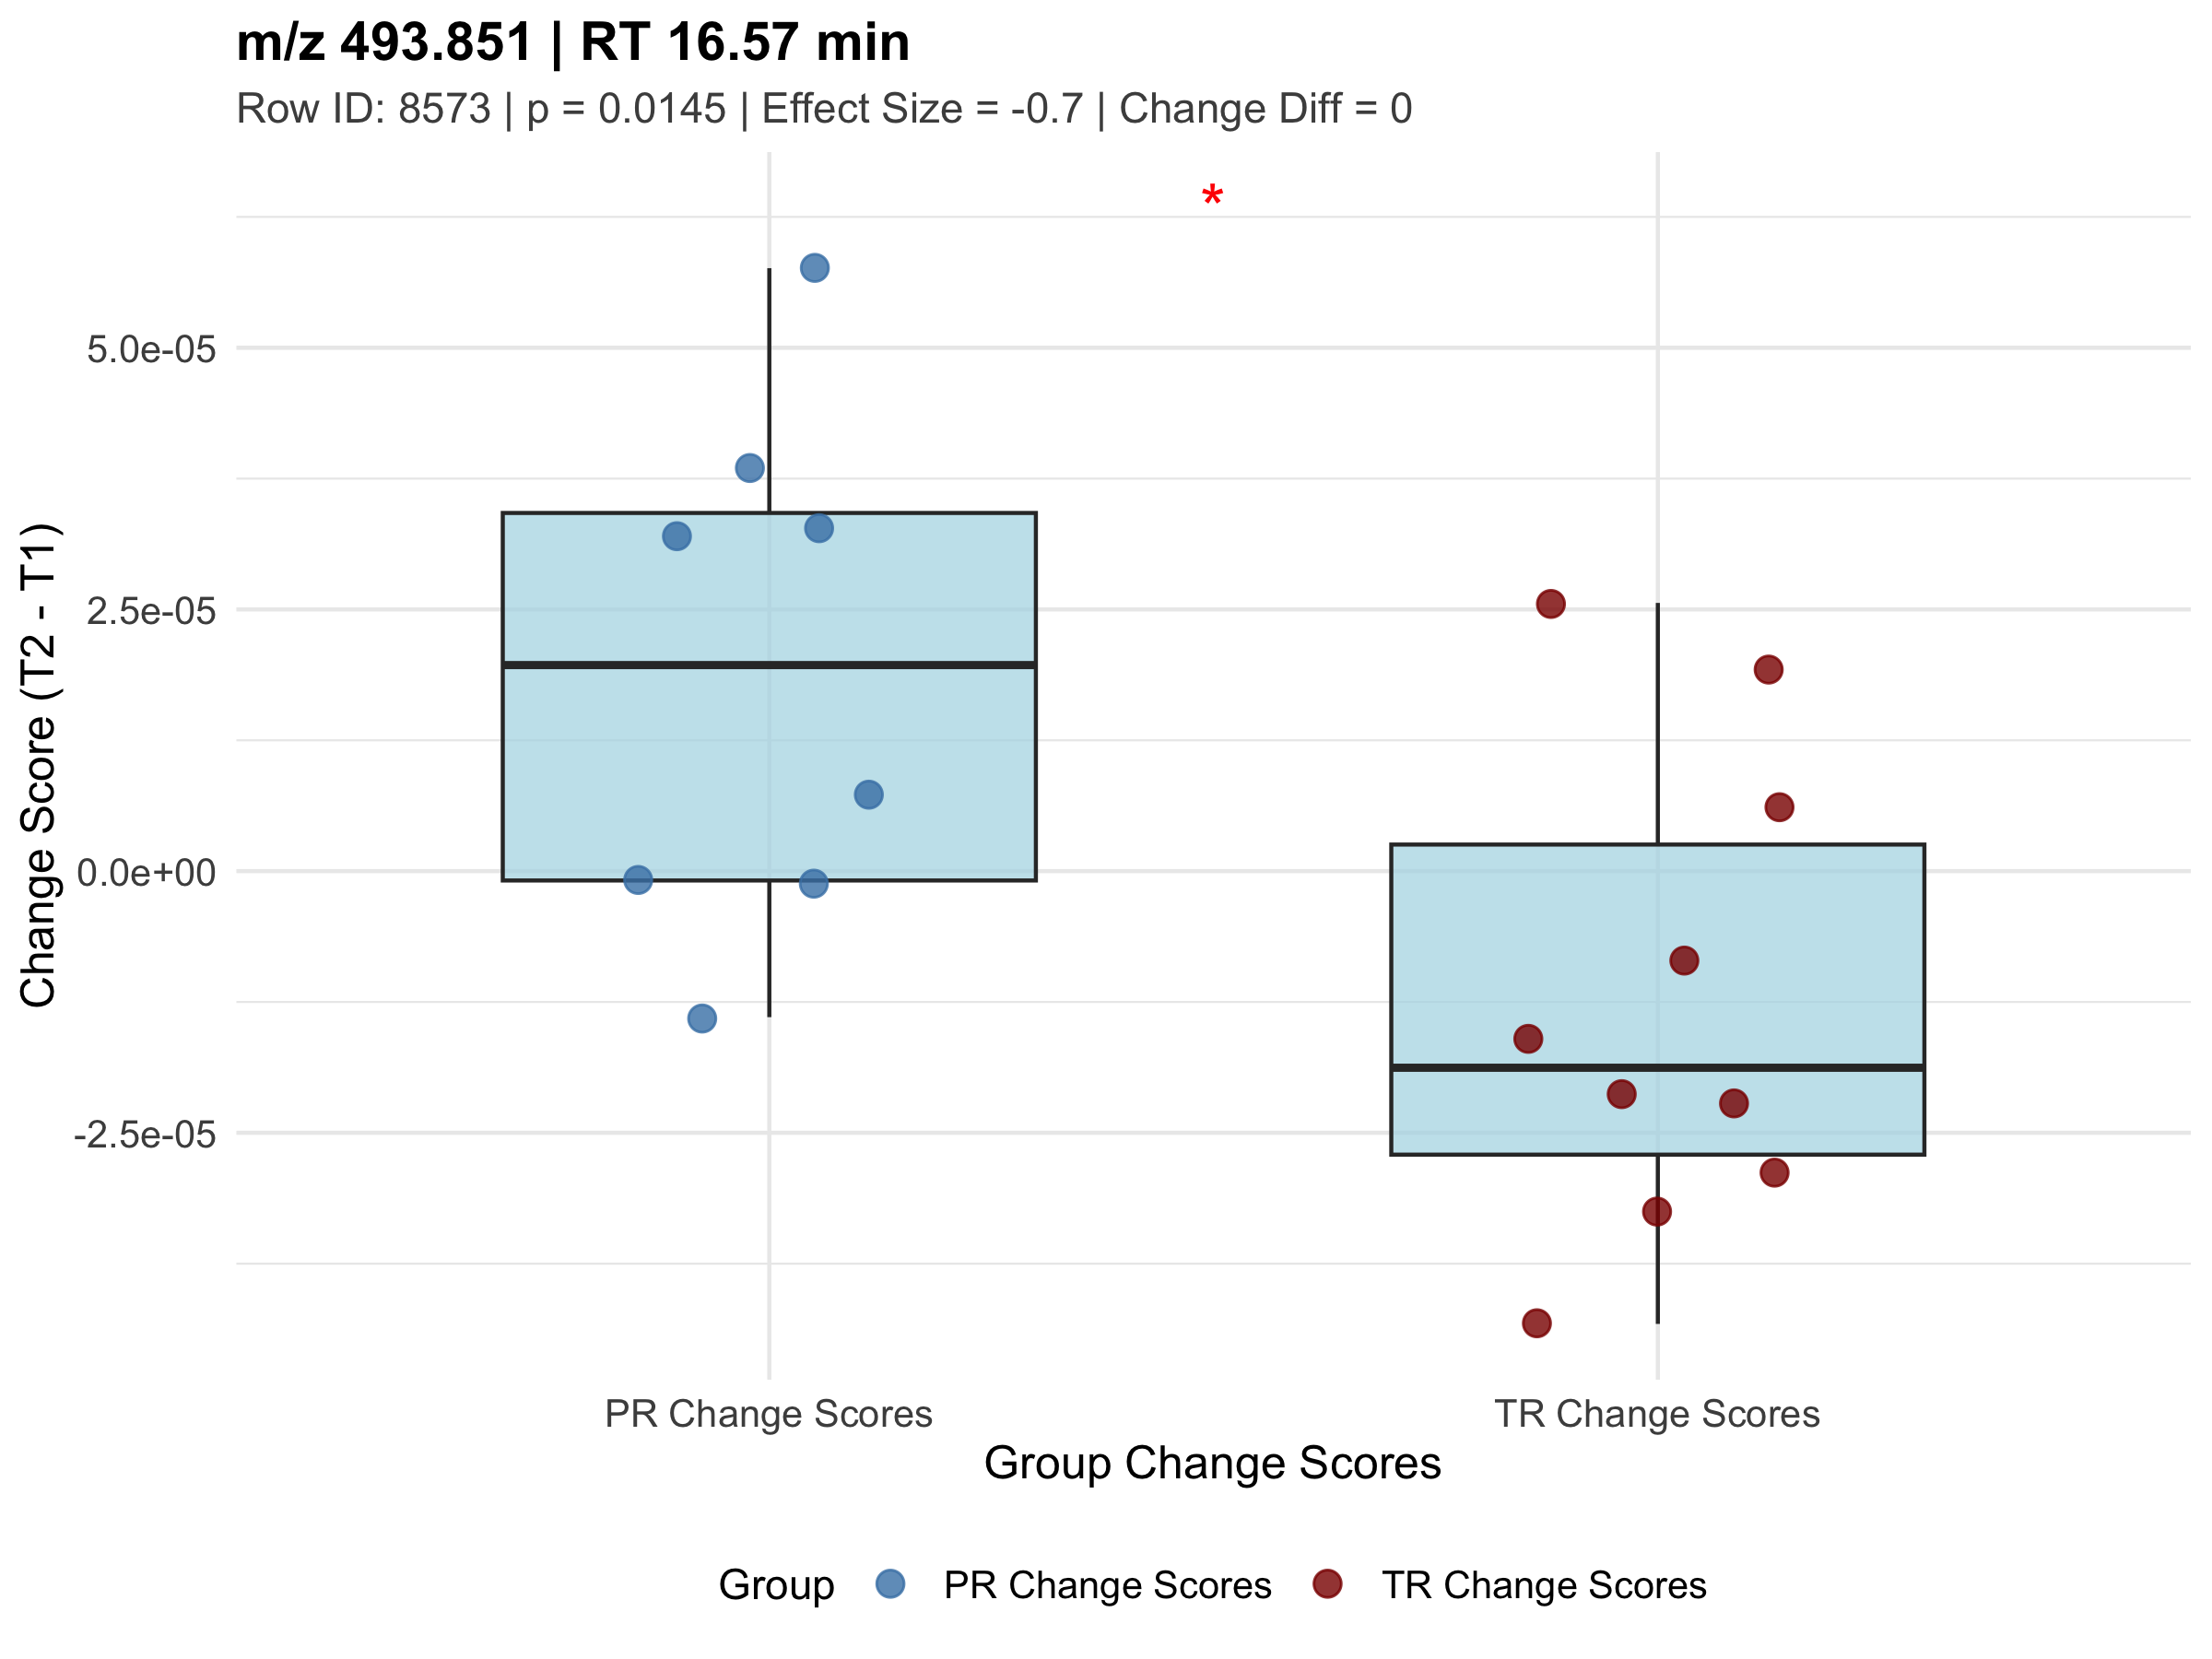 m/z 493.851 | RT 16.57 min
Row ID: 8573 | p = 0.0145 | Effect Size = -0.7 | Change Diff = 0
*
Change Score (T2 - T1)
5.0e-05
2.5e-05
0.0e+00
-2.5e-05
PR Change Scores
TR Change Scores
Group Change Scores
Group PR Change Scores TR Change Scores